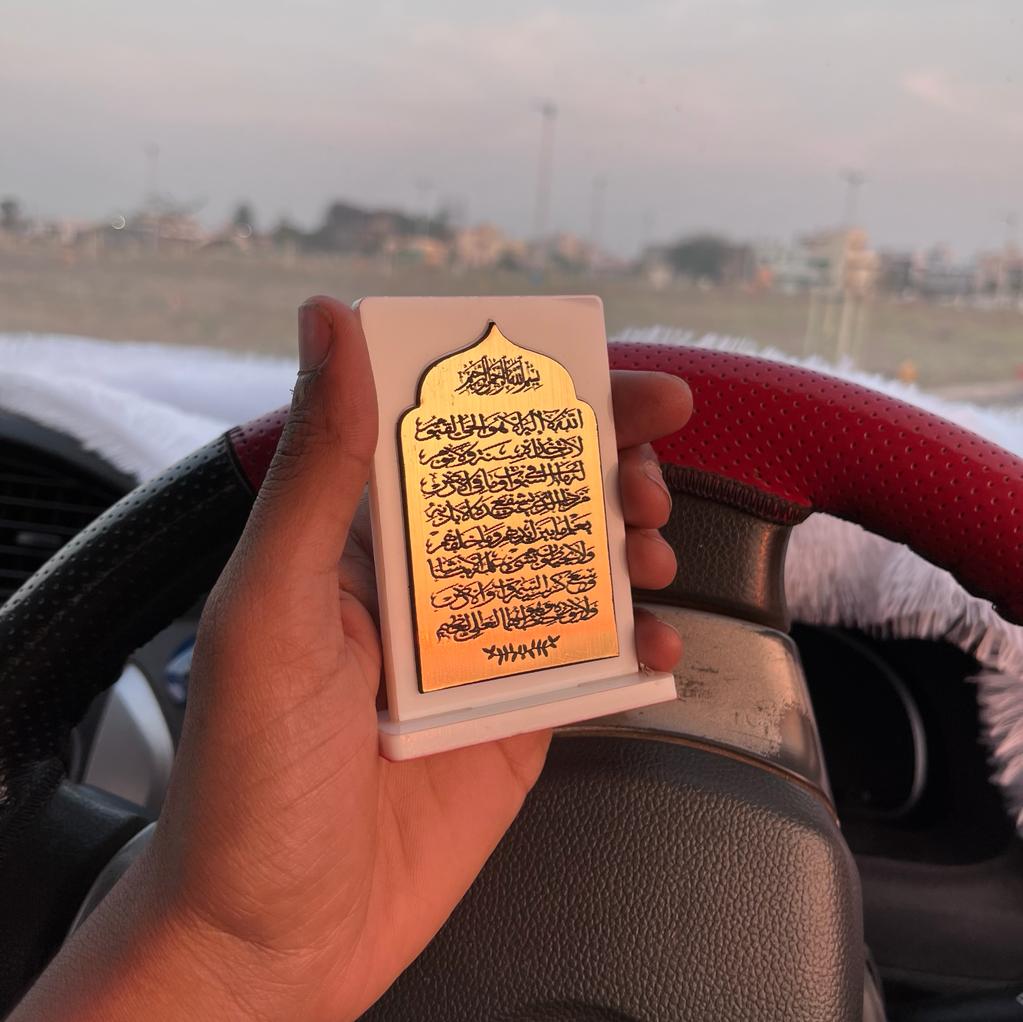 بسم الله الرحمن الرحيم
الله لا إله إلا هو الحي القيوم
لا تأخذه سنة ولا نوم
له ما في السموات وما في الأرض
من ذا الذي يشفع عنده إلا بإذنه
يعلم ما بين أيديهم وما خلفهم
ولا يحيطون بشيء من علمه إلا بما شاء
وسع كرسيه السموات والأرض
ولا يؤوده حفظهما وهو العلي العظيم